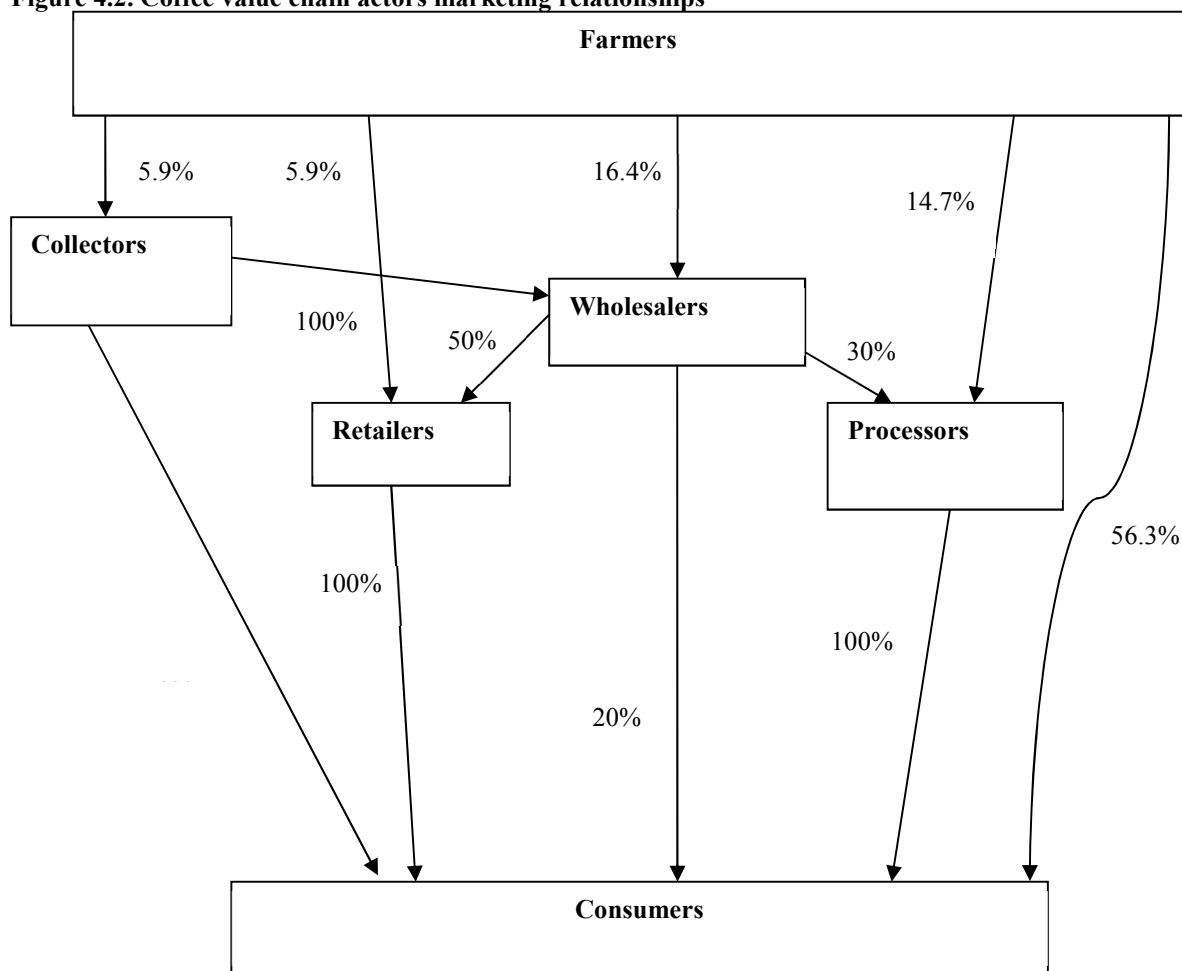 Figure 4.2: Coffee value chain actors marketing relationships
Farmers
5.9%
5.9%
16.4%
14.7%
Collectors
Wholesalers
100%
50%
30%
Retailers
Processors
56.3%
100%
100%
20%
Consumers